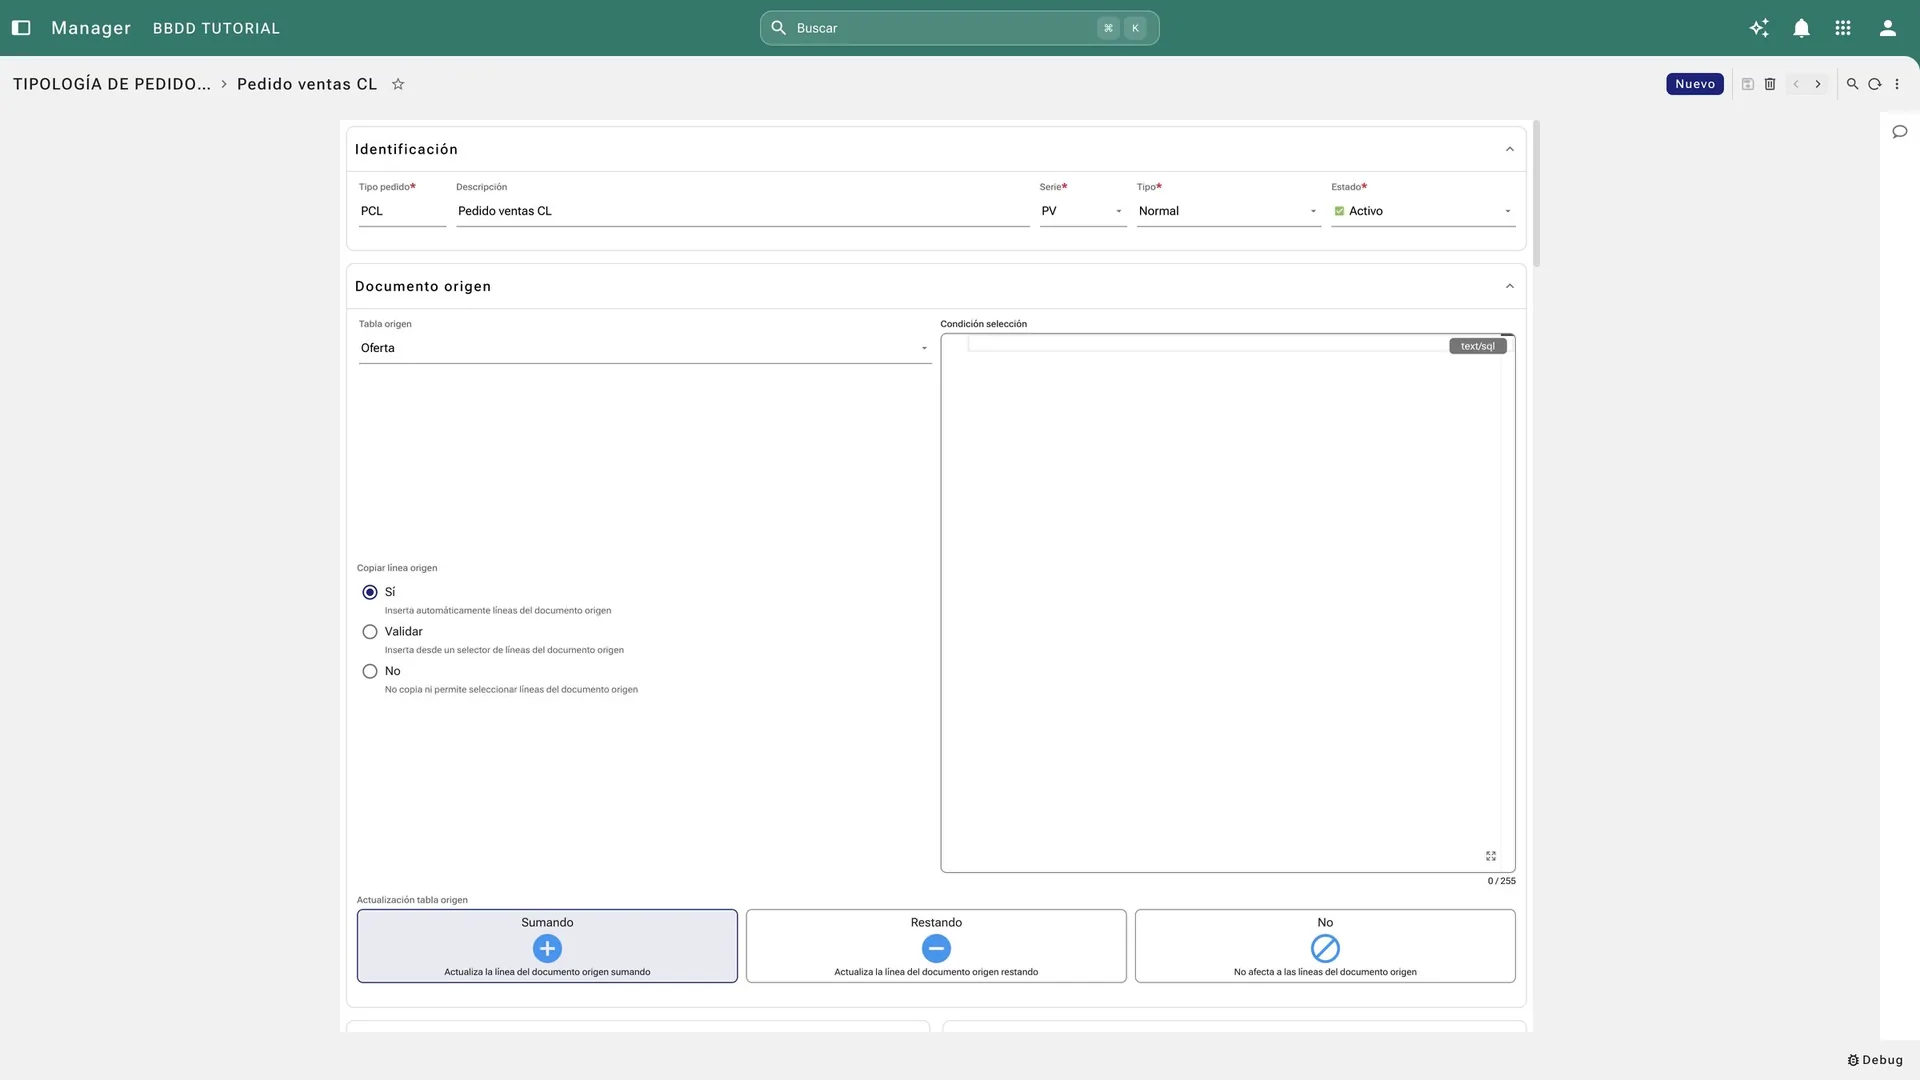 Manager BBDD TUTORIAL
Buscar ⌘ K
TIPOLOGÍA DE PEDIDO... > Pedido ventas CL
Nuevo
Identificación
Tipo pedido* Descripción Serie* Tipo* Estado*
PCL Pedido ventas CL PV Normal Activo
Documento origen
Tabla origen Condición selección
Oferta text/sql
Copiar línea origen
Sí
Inserta automáticamente líneas del documento origen
Validar
Inserta desde un selector de líneas del documento origen
No
No copia ni permite seleccionar líneas del documento origen
0 / 255
Actualización tabla origen
Sumando Restando No
Actualiza la línea del documento origen sumando Actualiza la línea del documento origen restando No afecta a las líneas del documento origen
Debug